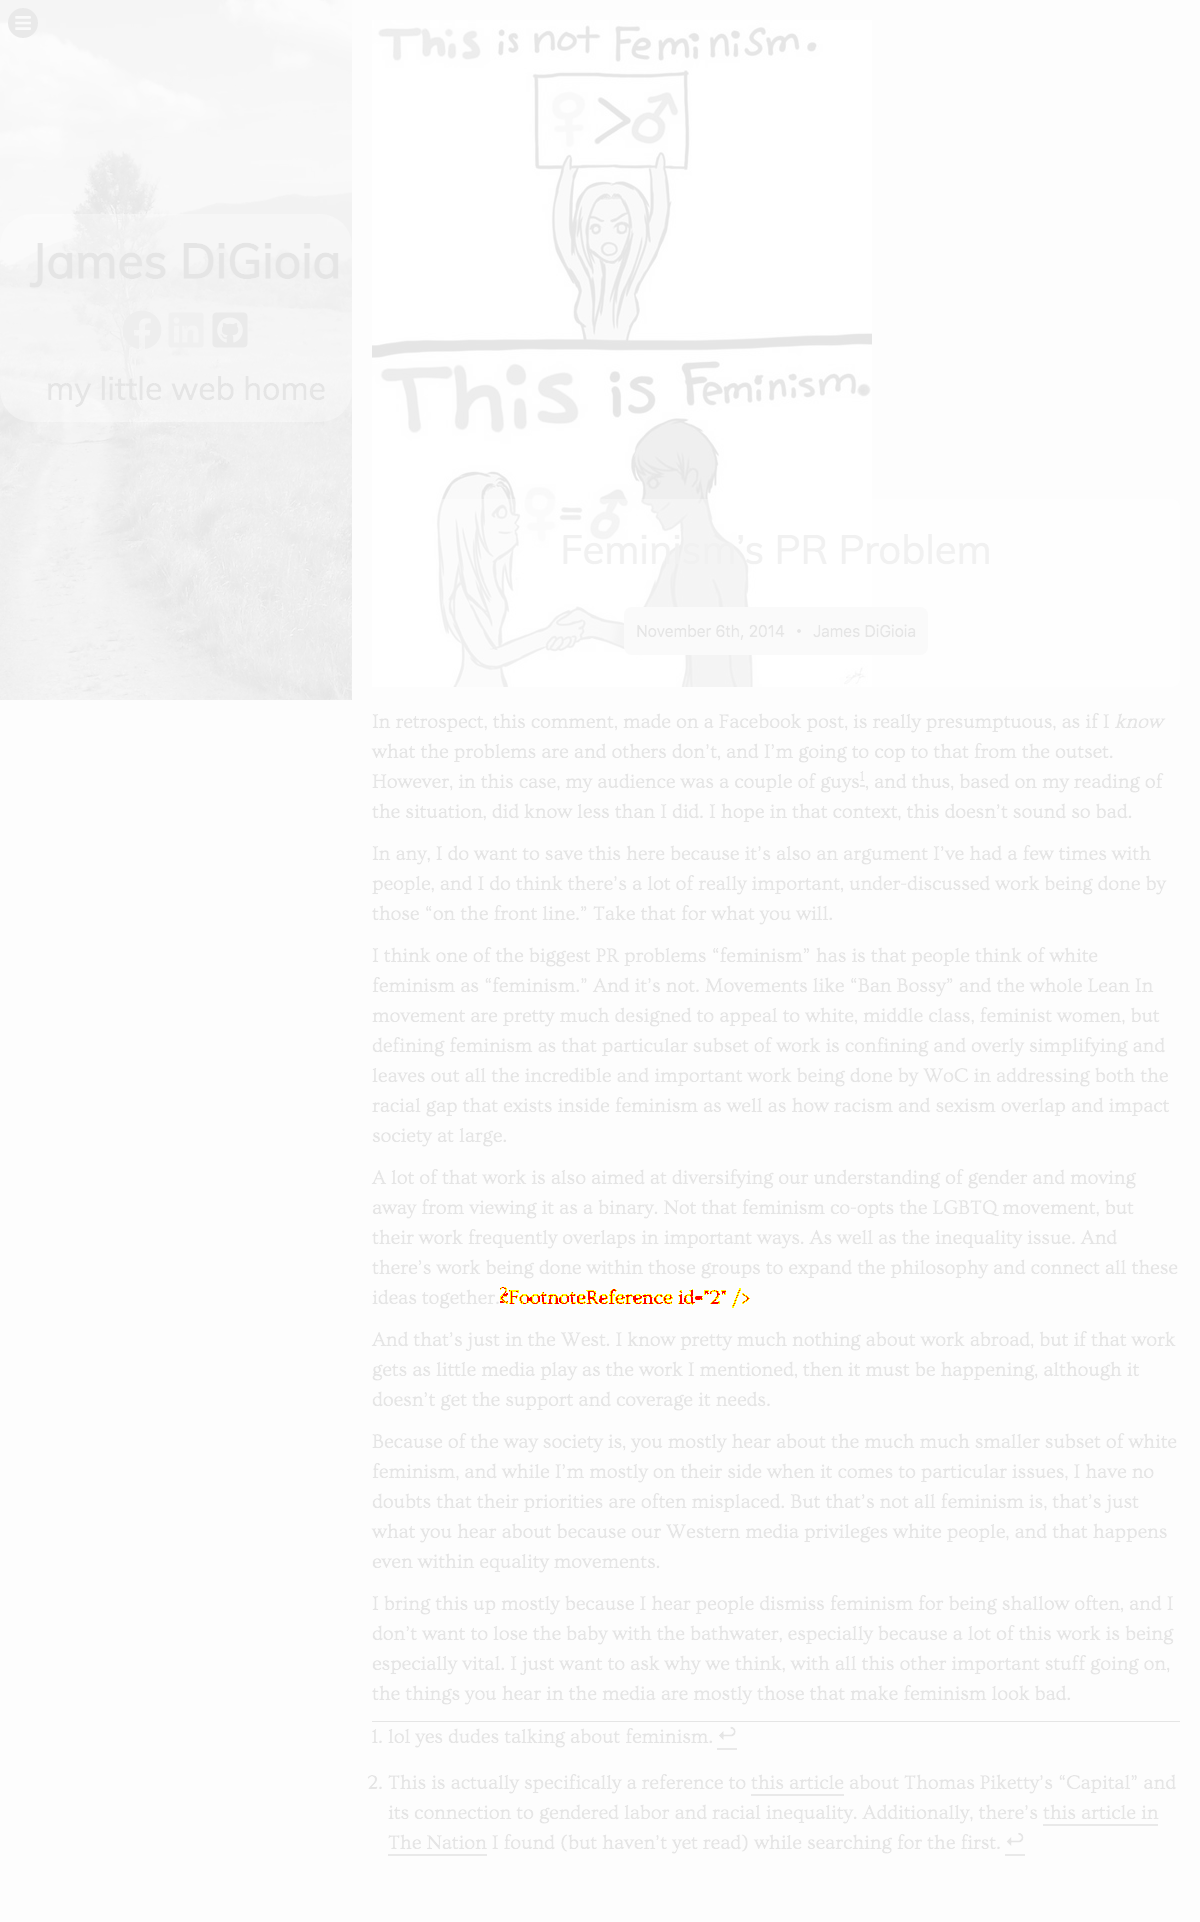 This is not Feminism.
♀>♂
James DiGioia
my little web home
This is Feminism.
♀=♂
Feminism's PR Problem
November 6th, 2014 • James DiGioia
In retrospect, this comment, made on a Facebook post, is really presumptuous, as if I know
what the problems are and others don't, and I'm going to cop to that from the outset.
However, in this case, my audience was a couple of guys1, and thus, based on my reading of
the situation, did know less than I did. I hope in that context, this doesn't sound so bad.
In any, I do want to save this here because it's also an argument I've had a few times with
people, and I do think there's a lot of really important, under-discussed work being done by
those “on the front line.” Take that for what you will.
I think one of the biggest PR problems “feminism” has is that people think of white
feminism as “feminism.” And it's not. Movements like “Ban Bossy” and the whole Lean In
movement are pretty much designed to appeal to white, middle class, feminist women, but
defining feminism as that particular subset of work is confining and overly simplifying and
leaves out all the incredible and important work being done by WoC in addressing both the
racial gap that exists inside feminism as well as how racism and sexism overlap and impact
society at large.
A lot of that work is also aimed at diversifying our understanding of gender and moving
away from viewing it as a binary. Not that feminism co-opts the LGBTQ movement, but
their work frequently overlaps in important ways. As well as the inequality issue. And
there's work being done within those groups to expand the philosophy and connect all these
ideas together FootnoteReference id="2" />
And that's just in the West. I know pretty much nothing about work abroad, but if that work
gets as little media play as the work I mentioned, then it must be happening, although it
doesn't get the support and coverage it needs.
Because of the way society is, you mostly hear about the much much smaller subset of white
feminism, and while I'm mostly on their side when it comes to particular issues, I have no
doubts that their priorities are often misplaced. But that's not all feminism is, that's just
what you hear about because our Western media privileges white people, and that happens
even within equality movements.
I bring this up mostly because I hear people dismiss feminism for being shallow often, and I
don't want to lose the baby with the bathwater, especially because a lot of this work is being
especially vital. I just want to ask why we think, with all this other important stuff going on,
the things you hear in the media are mostly those that make feminism look bad.
1. lol yes dudes talking about feminism. ↩
2. This is actually specifically a reference to this article about Thomas Piketty's “Capital” and
its connection to gendered labor and racial inequality. Additionally, there's this article in
The Nation I found (but haven't yet read) while searching for the first. ↩